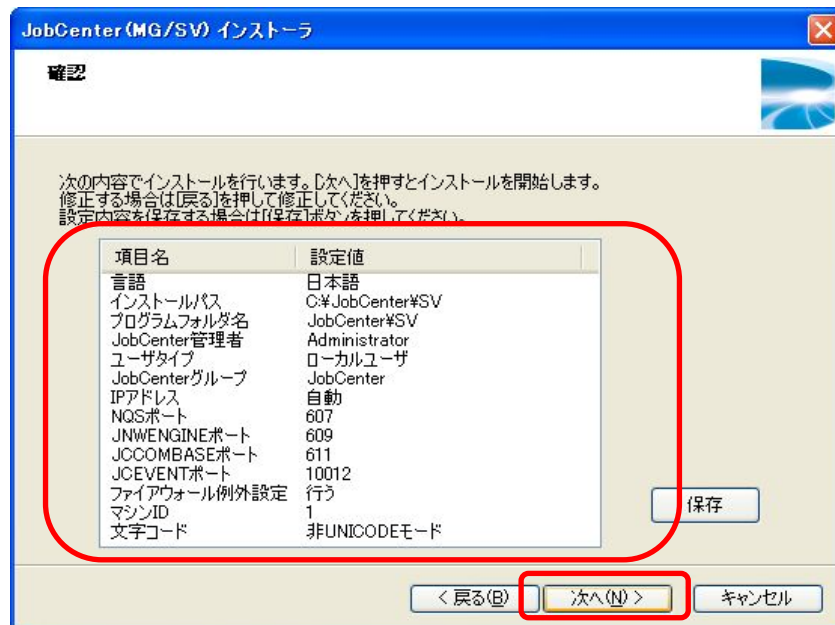 JobCenter(MG/SV) インストーラ
確認
次の内容でインストールを行います。[次へ]を押すとインストールを開始します。
修正する場合は[戻る]を押して修正してください。
設定内容を保存する場合は[保存]ボタンを押してください。
項目名 設定値
言語 日本語
インストールパス C:¥JobCenter¥SV
プログラムフォルダ名 JobCenter¥SV
JobCenter管理者 Administrator
ユーザタイプ ローカルユーザ
JobCenterグループ JobCenter
IPアドレス 自動
NQSポート 607
JNWENGINEポート 609
JCCOMBASEポート 611
JCEVENTポート 10012
ファイアウォール例外設定 行う
マシンID 1
文字コード 非UNICODEモード
保存
< 戻る(B) 次へ(N) > キャンセル